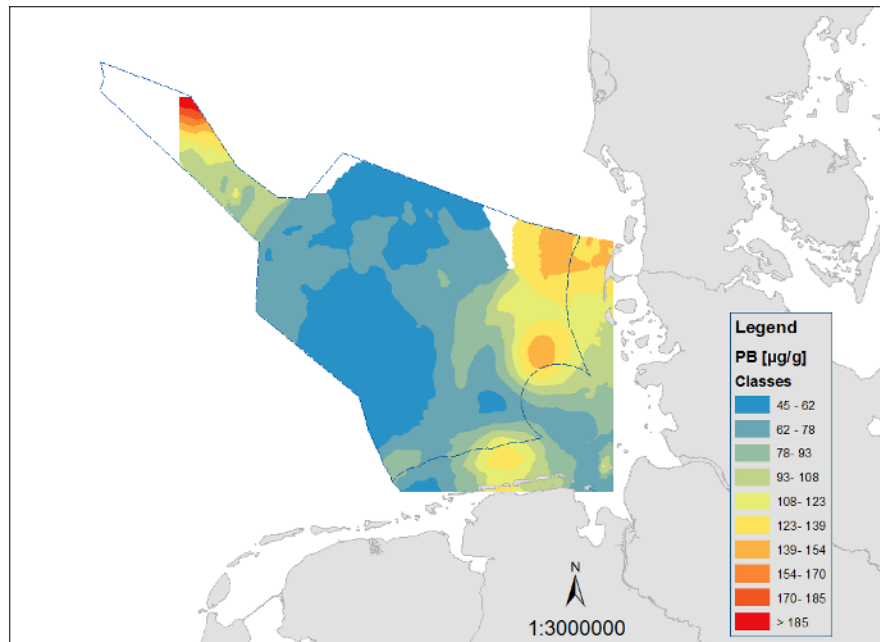 Legend
PB [µg/g]
Classes
45 - 62
62 - 78
78- 93
93- 108
108- 123
123- 139
139- 154
154- 170
170- 185
> 185
N
1:3000000